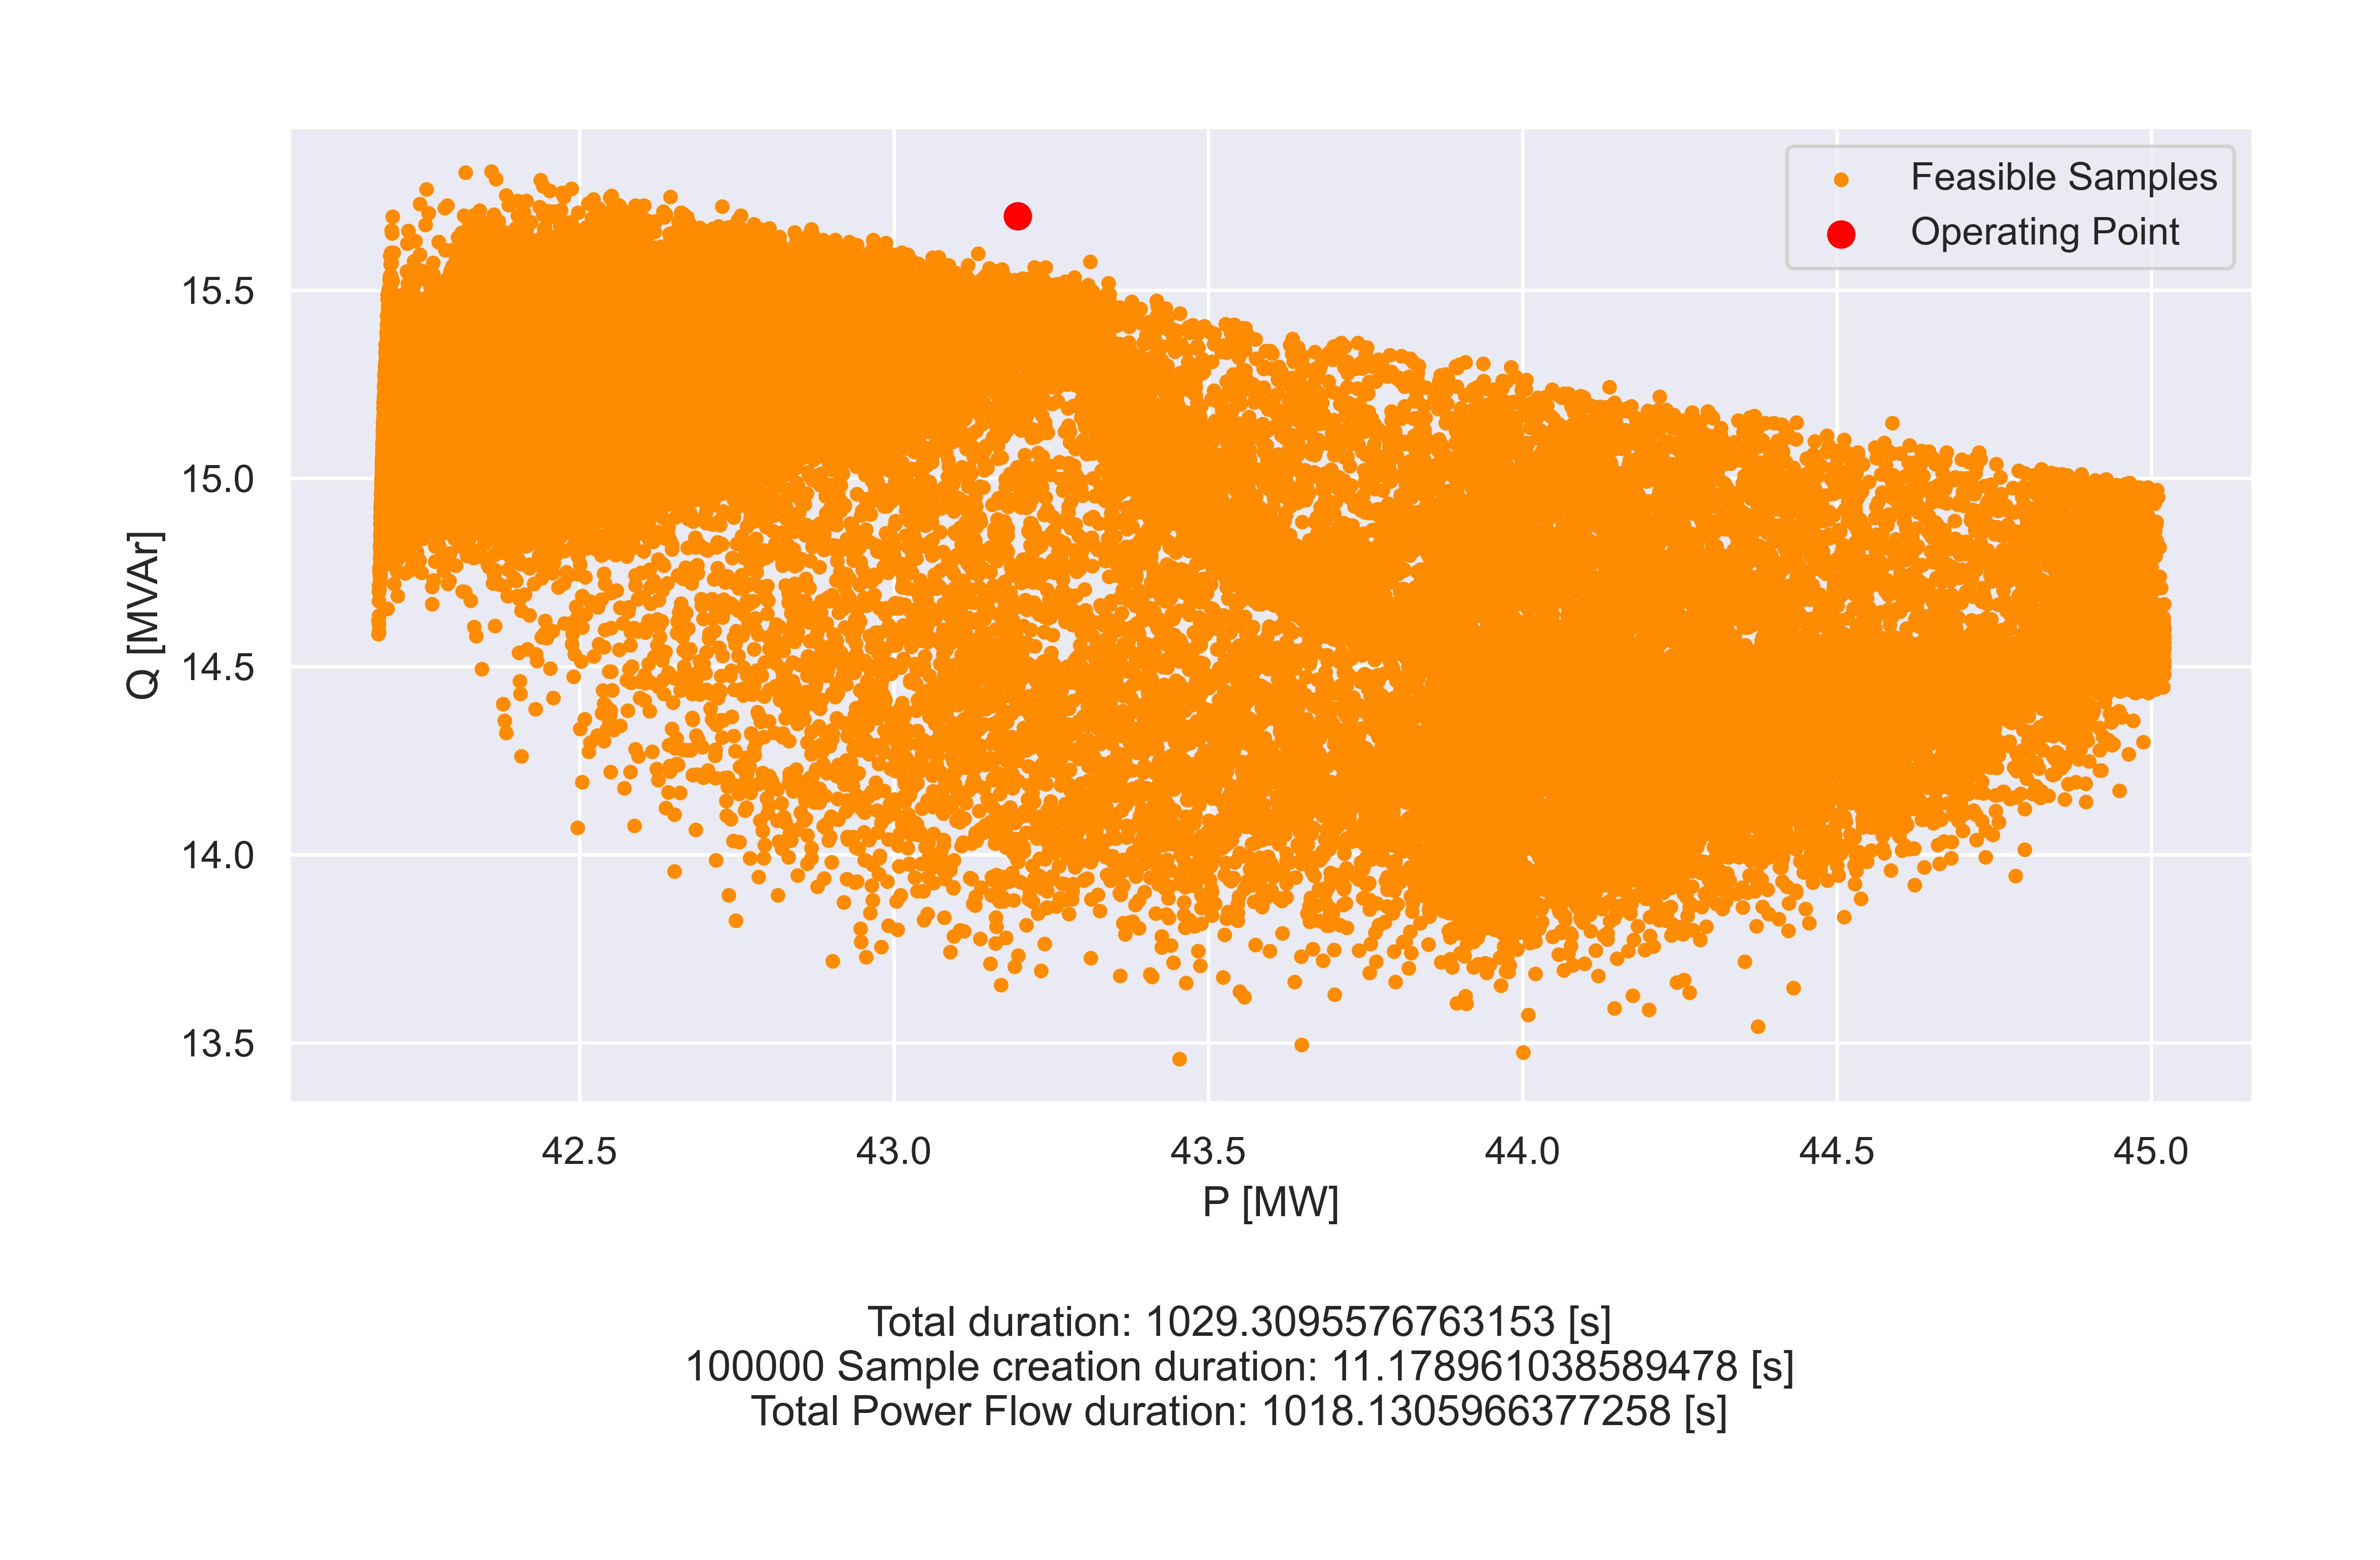 Feasible Samples
Operating Point
15.5
15.0
14.5
14.0
13.5
Q [MVAr]
42.5 43.0 43.5 44.0 44.5 45.0
P [MW]
Total duration: 1029.3095576763153 [s]
100000 Sample creation duration: 11.178961038589478 [s]
Total Power Flow duration: 1018.1305966377258 [s]